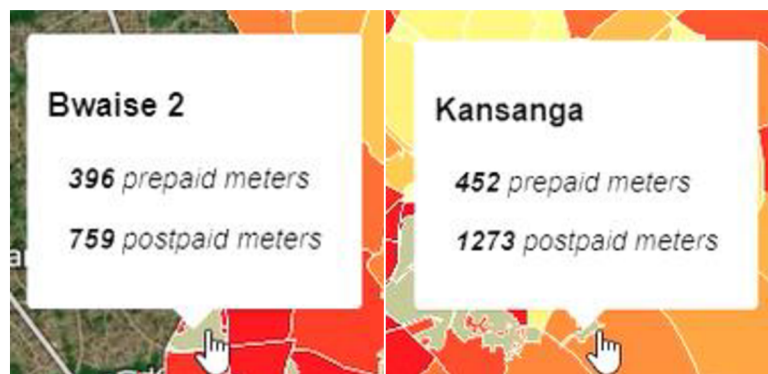 Bwaise 2
396 prepaid meters
759 postpaid meters
Kansanga
452 prepaid meters
1273 postpaid meters